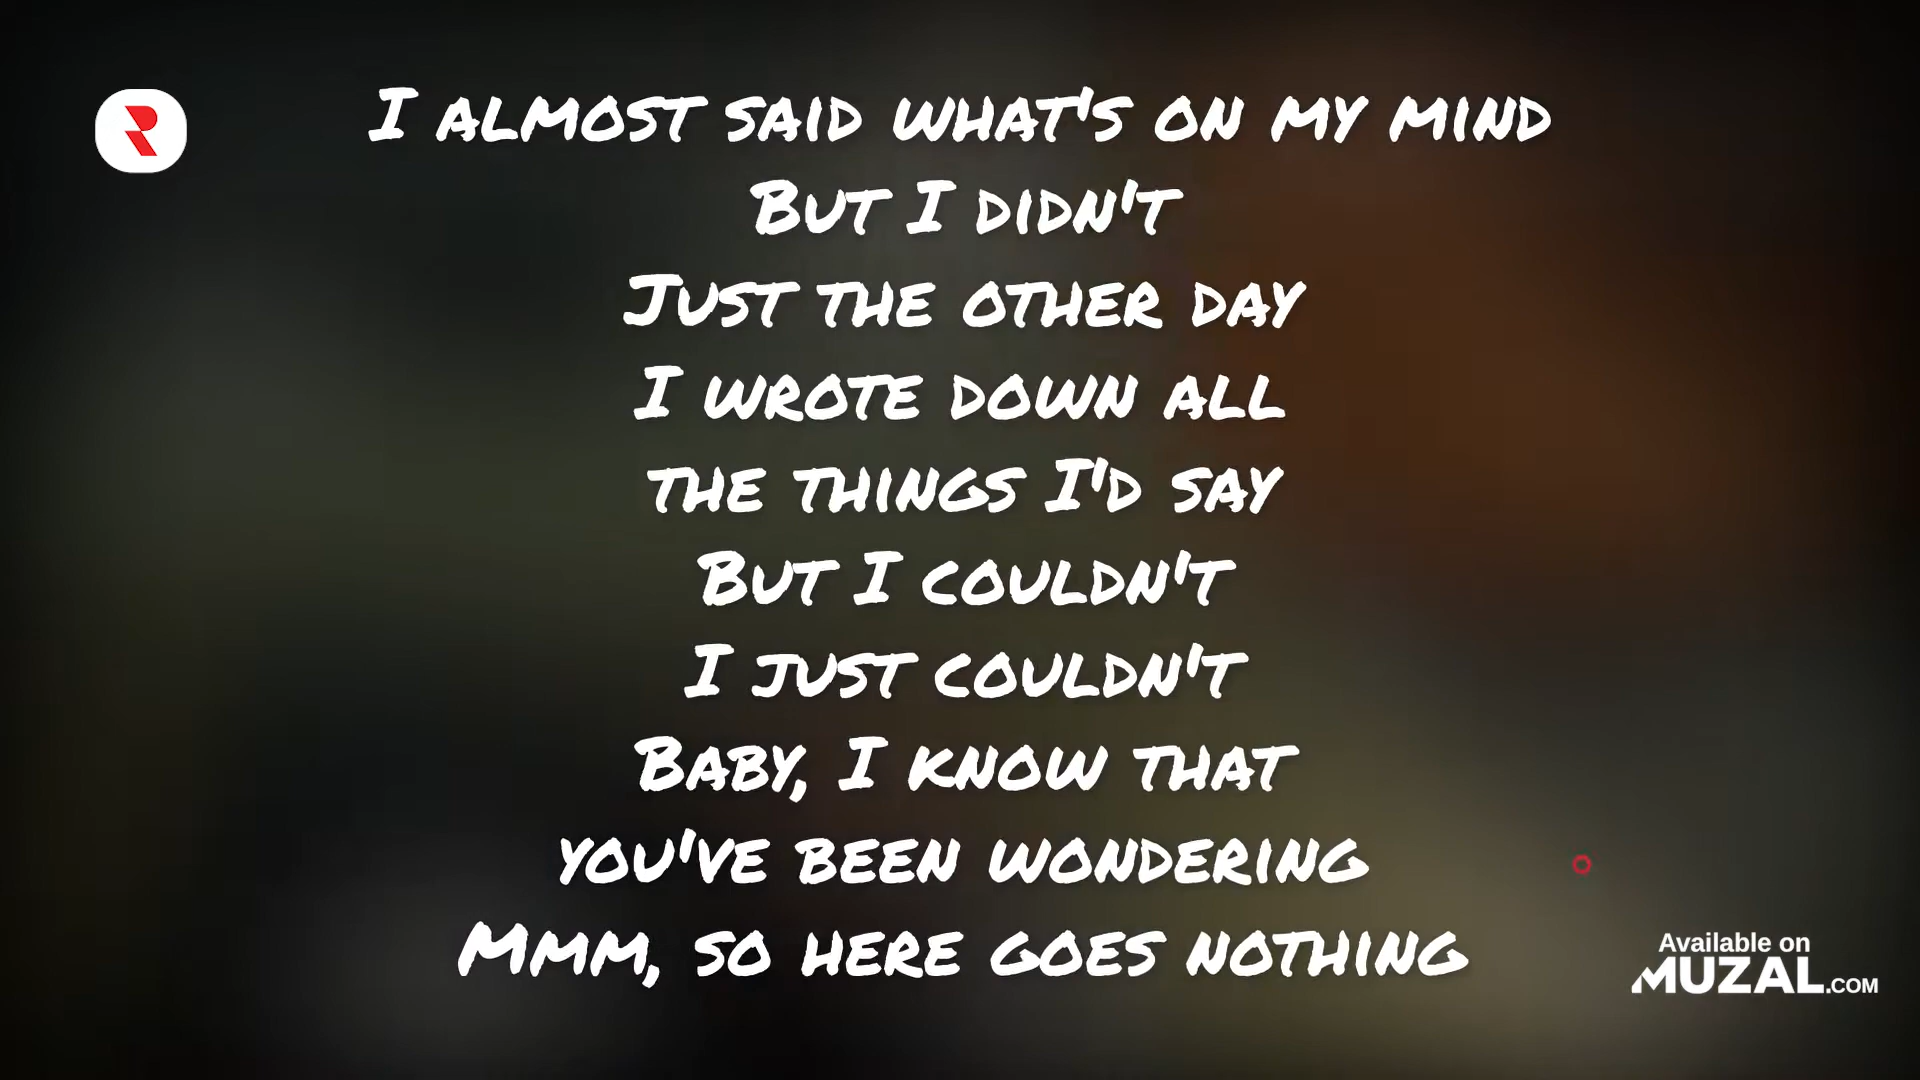 I almost said what's on my mind
But I didn't
Just the other day
I wrote down all
the things I'd say
But I couldn't
I just couldn't
Baby, I know that
you've been wondering
Mmm, so here goes nothing
Available on
MUZAL.COM